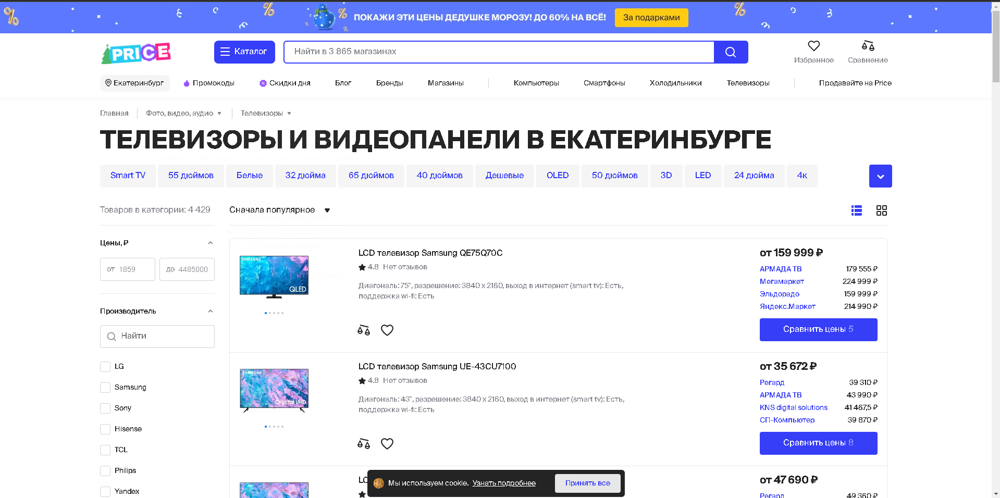 ПОКАЖИ ЭТИ ЦЕНЫ ДЕДУШКЕ МОРОЗУ! ДО 60% НА ВСЁ!
За подарками
PRICE
Каталог
Найти в 3 865 магазинах
Избранное
Сравнение
Екатеринбург
Промокоды
Скидки дня
Блог
Бренды
Магазины
Компьютеры
Смартфоны
Холодильники
Телевизоры
Продавайте на Price
Главная
Фото, видео, аудио
Телевизоры
ТЕЛЕВИЗОРЫ И ВИДЕОПАНЕЛИ В ЕКАТЕРИНБУРГЕ
Smart TV
55 дюймов
Белые
32 дюйма
65 дюймов
40 дюймов
Дешевые
QLED
50 дюймов
3D
LED
24 дюйма
4к
Товаров в категории: 4 429
Сначала популярное
Цены, ₽
от 1859
до 4485000
Производитель
Найти
LG
Samsung
Sony
Hisense
TCL
Philips
Yandex
SAMSUNG
QLED
LCD телевизор Samsung QE75Q70C
4.8 Нет отзывов
Диагональ: 75", разрешение: 3840 x 2160, выход в интернет (smart tv): Есть,
поддержка wi-fi: Есть
от 159 999 ₽
АРМАДА ТВ 179 555 ₽
Мегамаркет 224 999 ₽
Эльдорадо 159 999 ₽
Яндекс.Маркет 214 990 ₽
Сравнить цены 5
SAMSUNG
Crystal UHD
LCD телевизор Samsung UE-43CU7100
4.8 Нет отзывов
Диагональ: 43", разрешение: 3840 x 2160, выход в интернет (smart tv): Есть,
поддержка wi-fi: Есть
от 35 672 ₽
Регард 39 310 ₽
АРМАДА ТВ 43 990 ₽
KNS digital solutions 41 467,5 ₽
СП-Компьютер 39 870 ₽
Сравнить цены 8
от 47 690 ₽
Регард 49 360 ₽
Мы используем cookie. Узнать подробнее
Принять все